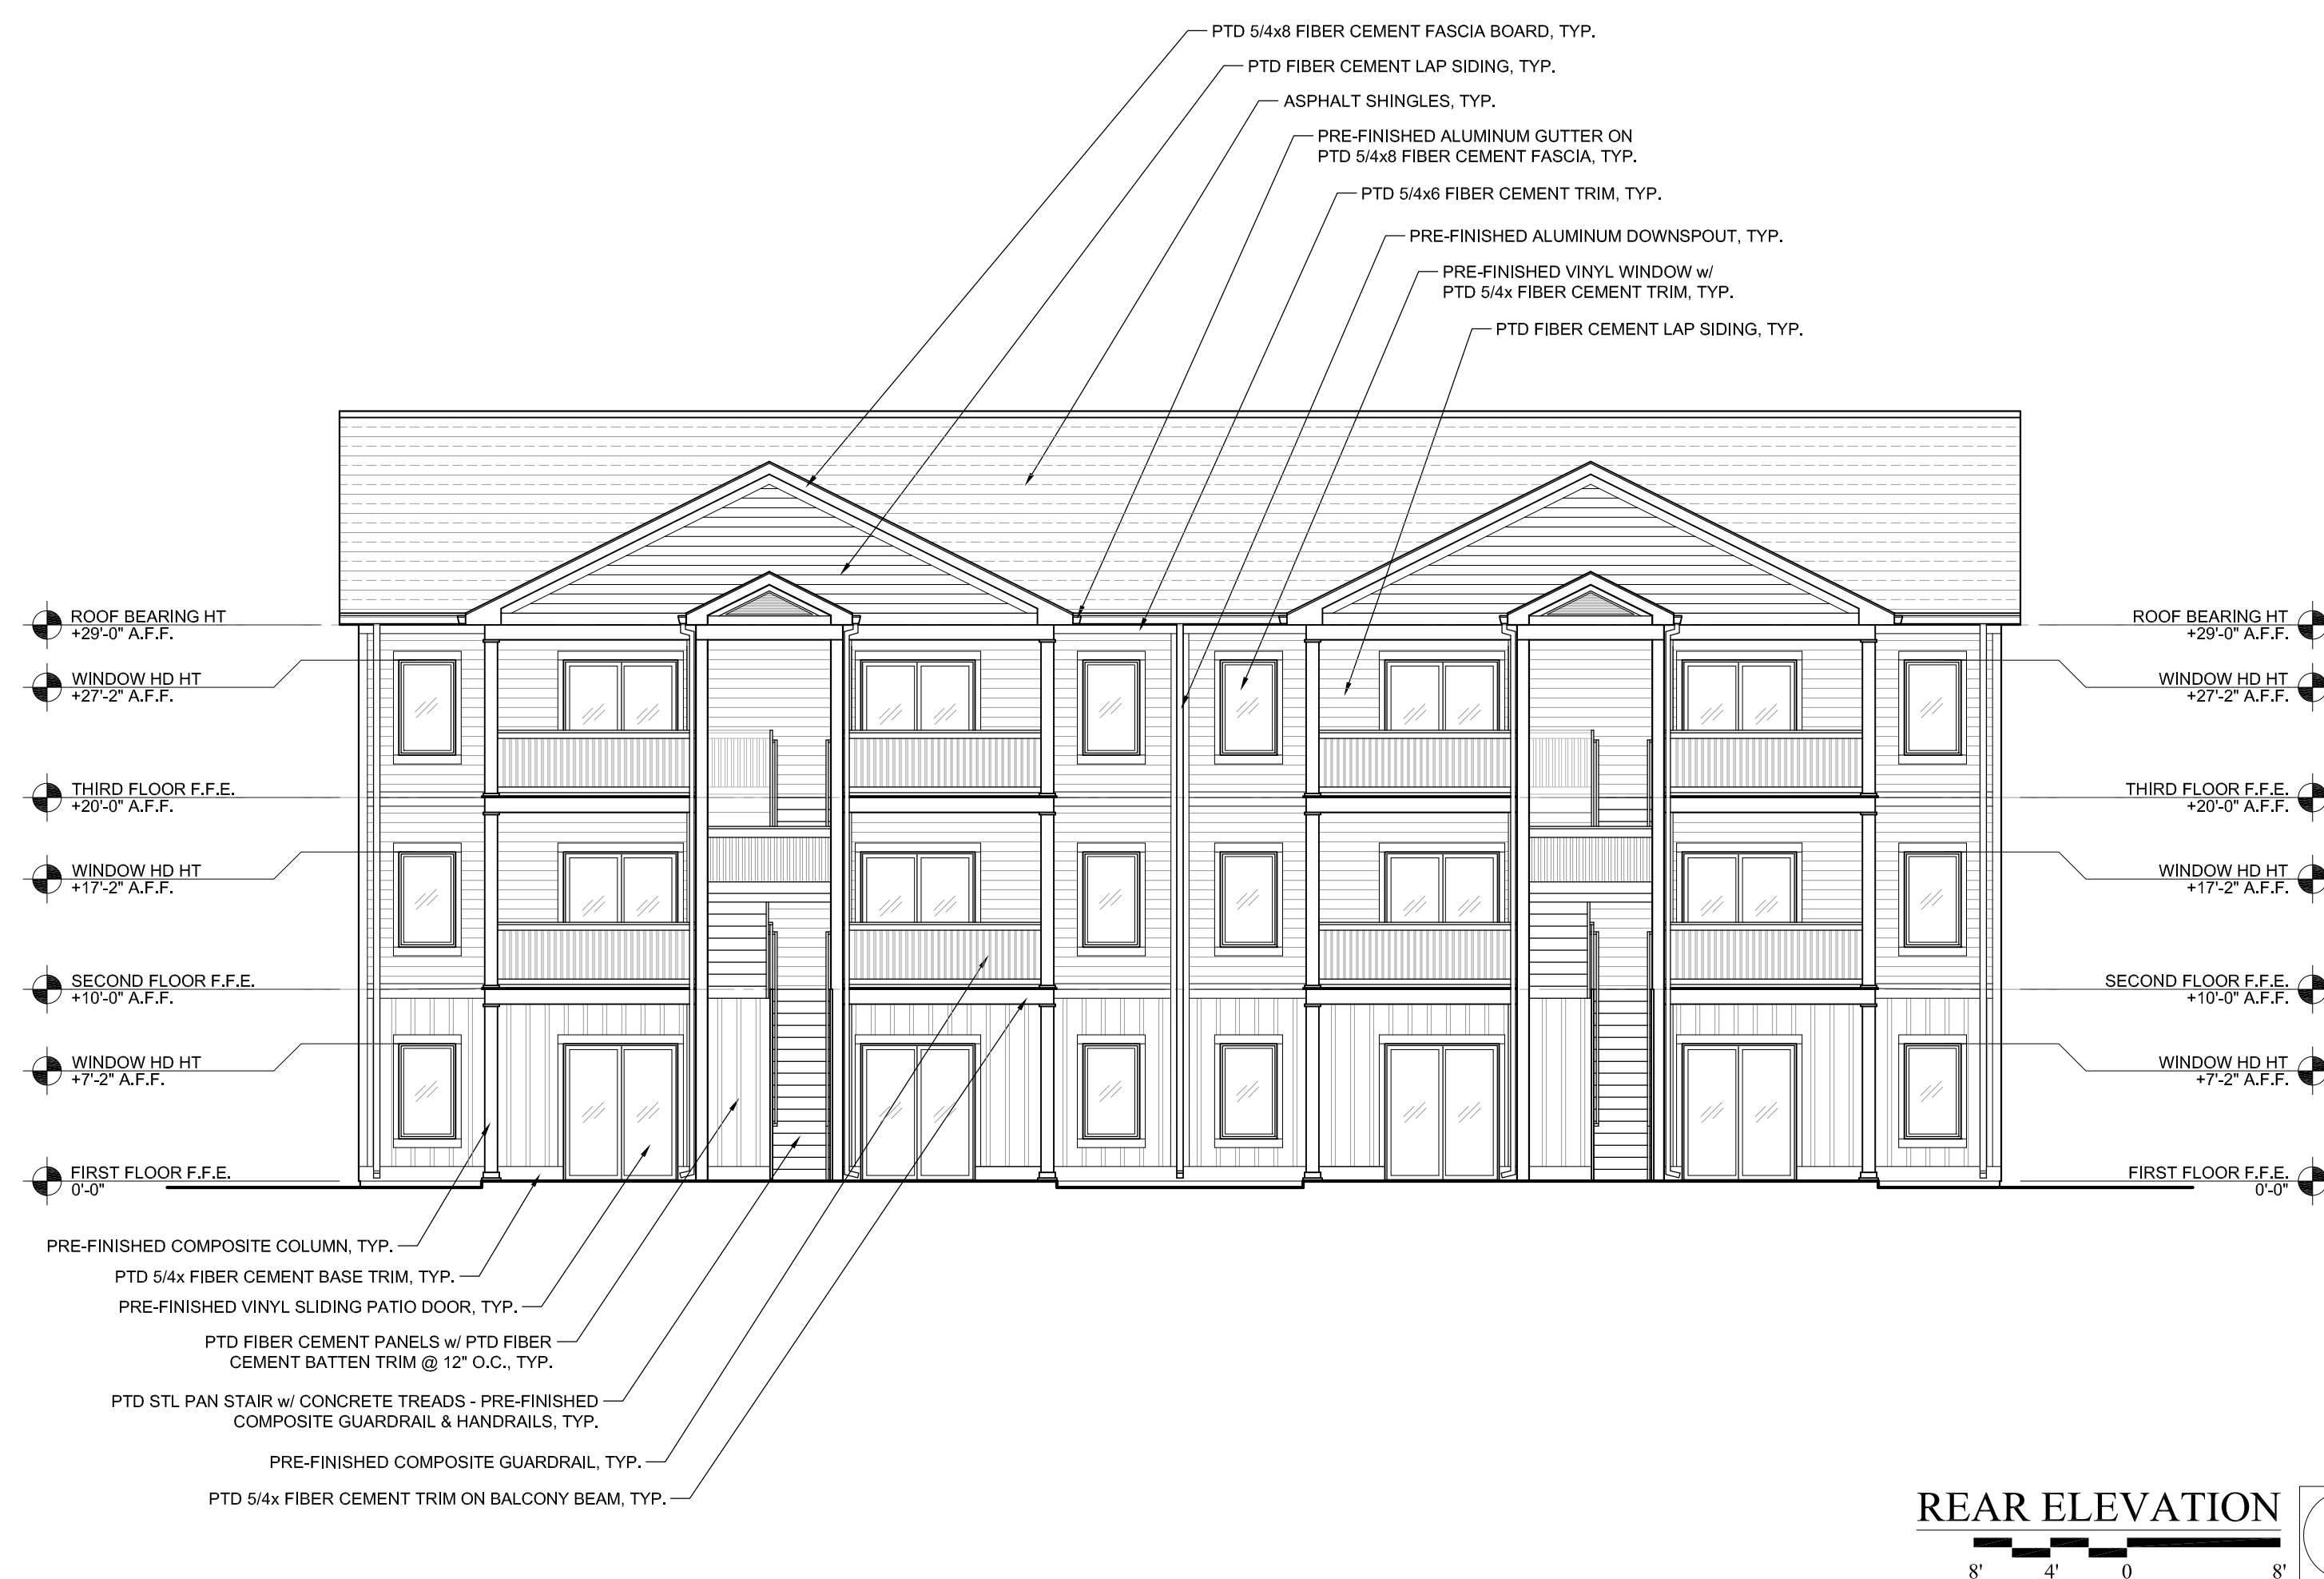 PTD 5/4x8 FIBER CEMENT FASCIA BOARD, TYP.
PTD FIBER CEMENT LAP SIDING, TYP.
ASPHALT SHINGLES, TYP.
PRE-FINISHED ALUMINUM GUTTER ON
PTD 5/4x8 FIBER CEMENT FASCIA, TYP.
PTD 5/4x6 FIBER CEMENT TRIM, TYP.
PRE-FINISHED ALUMINUM DOWNSPOUT, TYP.
PRE-FINISHED VINYL WINDOW w/
PTD 5/4x FIBER CEMENT TRIM, TYP.
PTD FIBER CEMENT LAP SIDING, TYP.
ROOF BEARING HT
+29'-0" A.F.F.
WINDOW HD HT
+27'-2" A.F.F.
THIRD FLOOR F.F.E.
+20'-0" A.F.F.
WINDOW HD HT
+17'-2" A.F.F.
SECOND FLOOR F.F.E.
+10'-0" A.F.F.
WINDOW HD HT
+7'-2" A.F.F.
FIRST FLOOR F.F.E.
0'-0"
ROOF BEARING HT
+29'-0" A.F.F.
WINDOW HD HT
+27'-2" A.F.F.
THIRD FLOOR F.F.E.
+20'-0" A.F.F.
WINDOW HD HT
+17'-2" A.F.F.
SECOND FLOOR F.F.E.
+10'-0" A.F.F.
WINDOW HD HT
+7'-2" A.F.F.
FIRST FLOOR F.F.E.
0'-0"
PRE-FINISHED COMPOSITE COLUMN, TYP.
PTD 5/4x FIBER CEMENT BASE TRIM, TYP.
PRE-FINISHED VINYL SLIDING PATIO DOOR, TYP.
PTD FIBER CEMENT PANELS w/ PTD FIBER
CEMENT BATTEN TRIM @ 12" O.C., TYP.
PTD STL PAN STAIR w/ CONCRETE TREADS - PRE-FINISHED
COMPOSITE GUARDRAIL & HANDRAILS, TYP.
PRE-FINISHED COMPOSITE GUARDRAIL, TYP.
PTD 5/4x FIBER CEMENT TRIM ON BALCONY BEAM, TYP.
REAR ELEVATION
8' 4' 0 8'